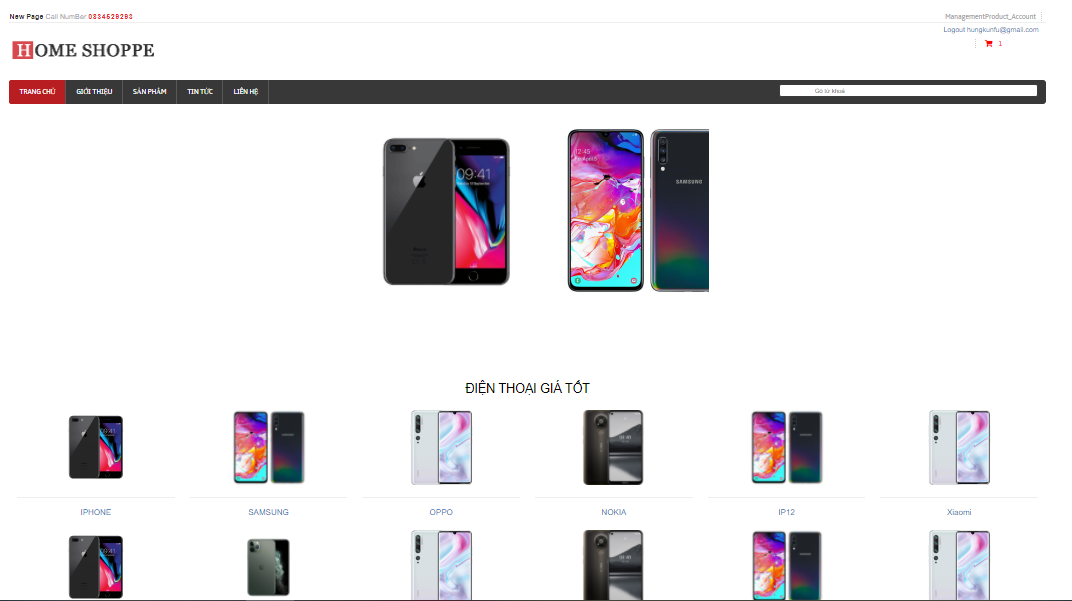 New Page Call NumBer 0834529293
ManagementProduct_Account
Logout hungkunfu@gmail.com
1
HOME SHOPPE
TRANG CHỦ GIỚI THIỆU SẢN PHẨM TIN TỨC LIÊN HỆ
Gõ từ khoá
09:41
12:45
SAMSUNG
ĐIỆN THOẠI GIÁ TỐT
IPHONE SAMSUNG OPPO NOKIA IP12 Xiaomi